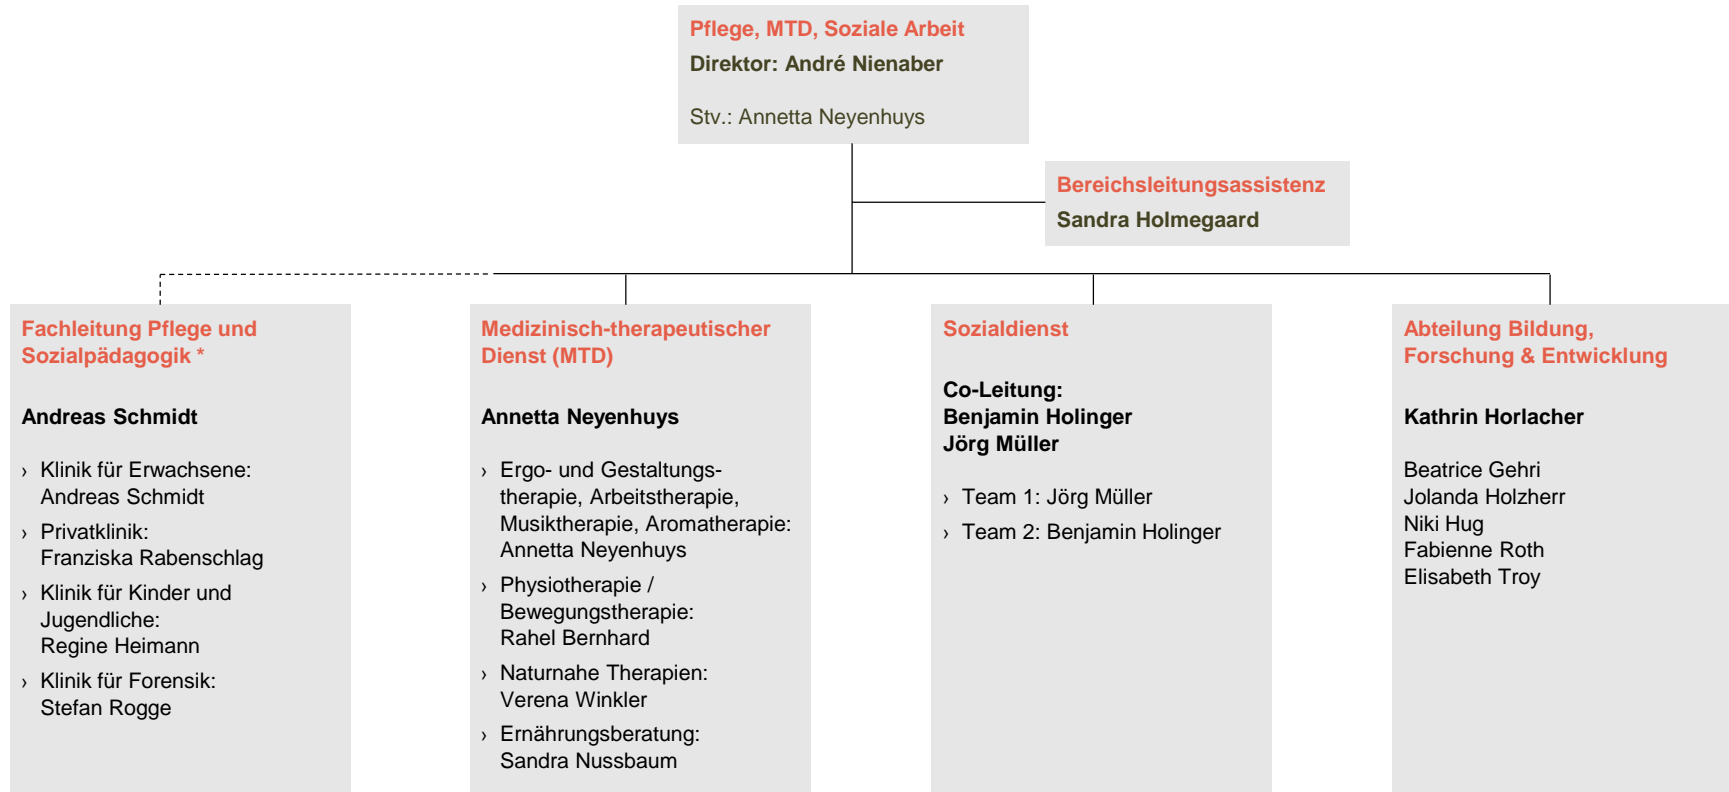 Pflege, MTD, Soziale Arbeit
Direktor: André Nienaber
Stv.: Annetta Neyenhuys
Bereichsleitungsassistenz
Sandra Holmegaard
Fachleitung Pflege und
Sozialpädagogik *
Andreas Schmidt
› Klinik für Erwachsene:
Andreas Schmidt
› Privatklinik:
Franziska Rabenschlag
› Klinik für Kinder und
Jugendliche:
Regine Heimann
› Klinik für Forensik:
Stefan Rogge
Medizinisch-therapeutischer
Dienst (MTD)
Annetta Neyenhuys
› Ergo- und Gestaltungs-
therapie, Arbeitstherapie,
Musiktherapie, Aromatherapie:
Annetta Neyenhuys
› Physiotherapie /
Bewegungstherapie:
Rahel Bernhard
› Naturnahe Therapien:
Verena Winkler
› Ernährungsberatung:
Sandra Nussbaum
Sozialdienst
Co-Leitung:
Benjamin Holinger
Jörg Müller
› Team 1: Jörg Müller
› Team 2: Benjamin Holinger
Abteilung Bildung,
Forschung & Entwicklung
Kathrin Horlacher
Beatrice Gehri
Jolanda Holzherr
Niki Hug
Fabienne Roth
Elisabeth Troy